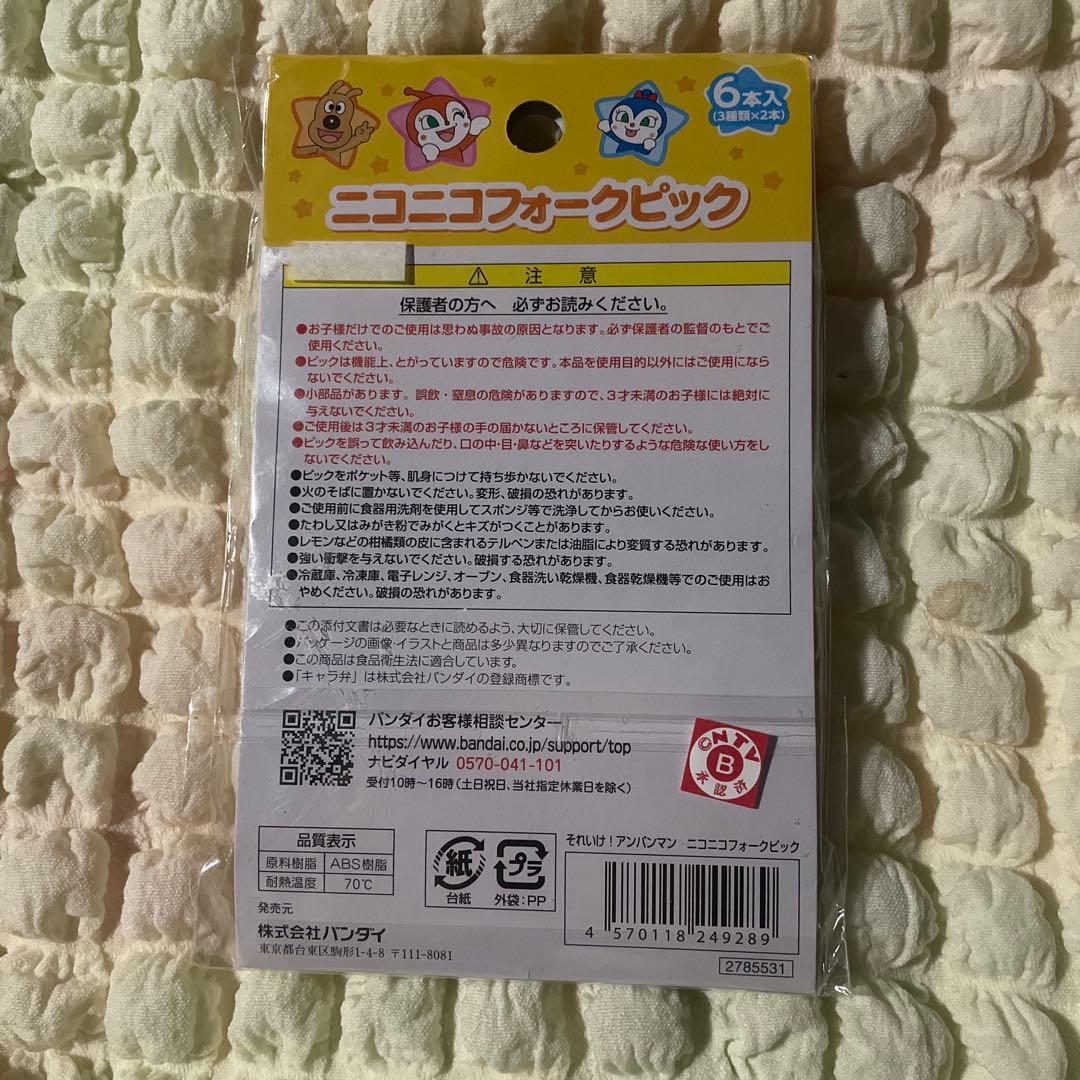 6本入
(3種類×2本)
ニコニコフォークピック
⚠ 注意
保護者の方へ 必ずお読みください。
●お子様だけでのご使用は思わぬ事故の原因となります。必ず保護者の監督のもとでご
使用ください。
●ピックは機能上、とがっていますので危険です。本品を使用目的以外にはご使用になら
ないでください。
●小部品があります。誤飲・窒息の危険がありますので、3才未満のお子様には絶対に
与えないでください。
●ご使用後は3才未満のお子様の手の届かないところに保管してください。
●ピックを誤って飲み込んだり、口の中・目・鼻などを突いたりするような危険な使い方をし
ないでください。
●ピックをポケット等、肌身につけて持ち歩かないでください。
●火のそばに置かないでください。変形、破損の恐れがあります。
●ご使用前に食器用洗剤を使用してスポンジ等で洗浄してからお使いください。
●たわし又はみがき粉でみがくとキズがつくことがあります。
●レモンなどの柑橘類の皮に含まれるテルペンまたは油脂により変質する恐れがあります。
●強い衝撃を与えないでください。破損する恐れがあります。
●冷蔵庫、冷凍庫、電子レンジ、オーブン、食器洗い乾燥機、食器乾燥機等でのご使用はお
やめください。破損の恐れがあります。
●この添付文書は必要なときに読めるよう、大切に保管してください。
●パッケージの画像・イラストと商品は多少異なりますのでご了承ください。
●この商品は食品衛生法に適合しています。
●「キャラ弁」は株式会社バンダイの登録商標です。
バンダイお客様相談センター
https://www.bandai.co.jp/support/top
ナビダイヤル 0570-041-101
受付10時〜16時(土日祝日、当社指定休業日を除く)
©NTV
B
承認済
品質表示
原料樹脂 ABS樹脂
耐熱温度 70℃
発売元
株式会社バンダイ
東京都台東区駒形1-4-8 〒111-8081
紙
台紙
プラ
外袋:PP
それいけ!アンパンマン ニコニコフォークピック
4 570118 249289
2785531